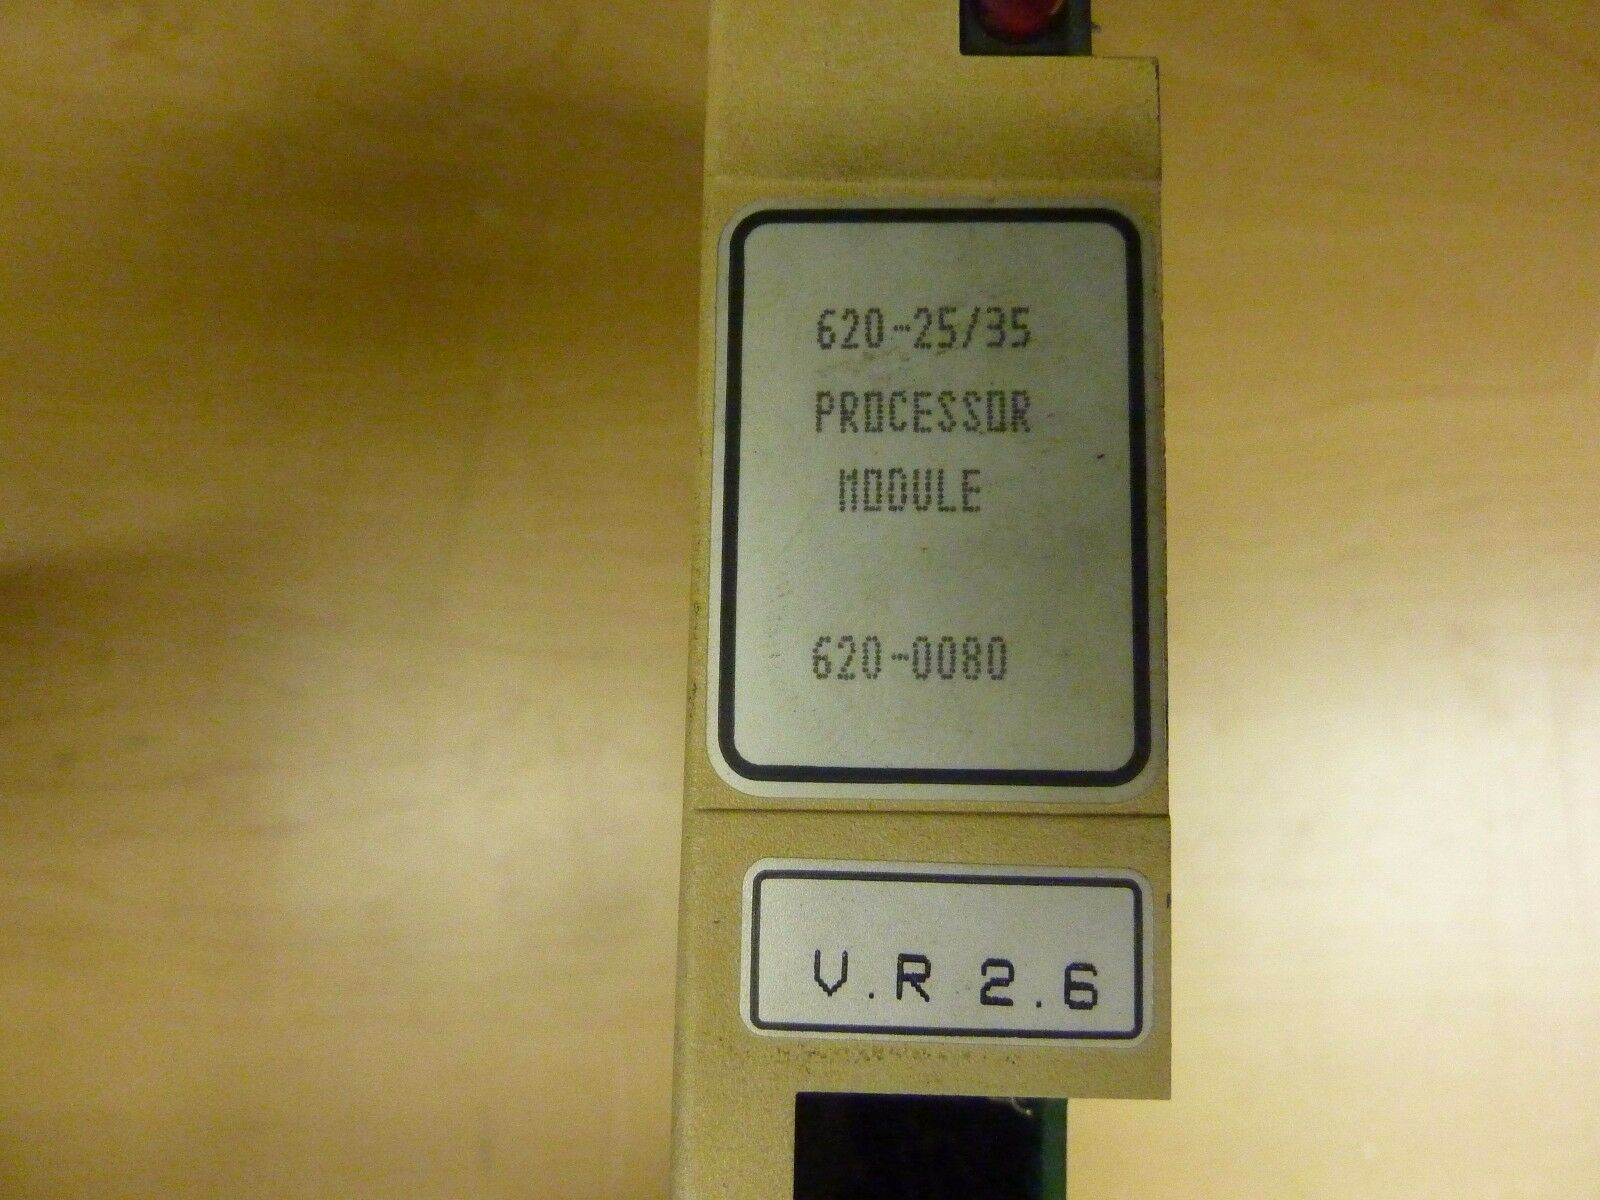 620-25/35
PROCESSOR
MODULE
620-0080
V.R 2.6